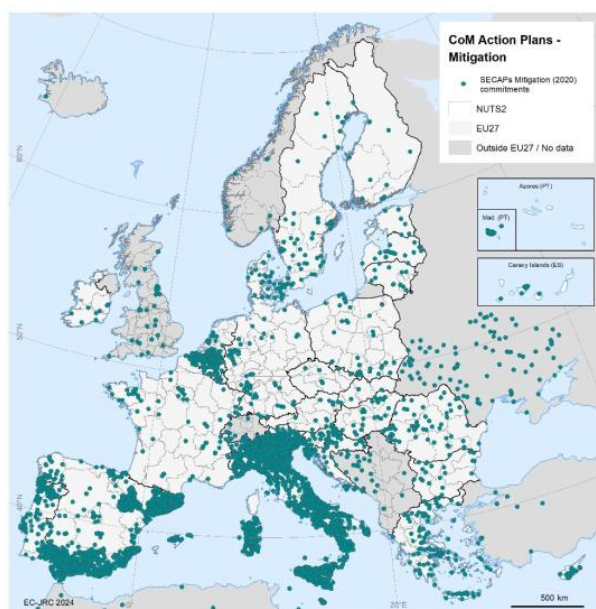 CoM Action Plans -
Mitigation
SECAPs Mitigation (2020)
commitments
NUTS2
EU27
Outside EU27 / No data
60°N
Azores (PT)
Mad. (PT)
Canary Islands (ES)
50°N
40°N
EC-JRC 2024
0°
20°E
500 km